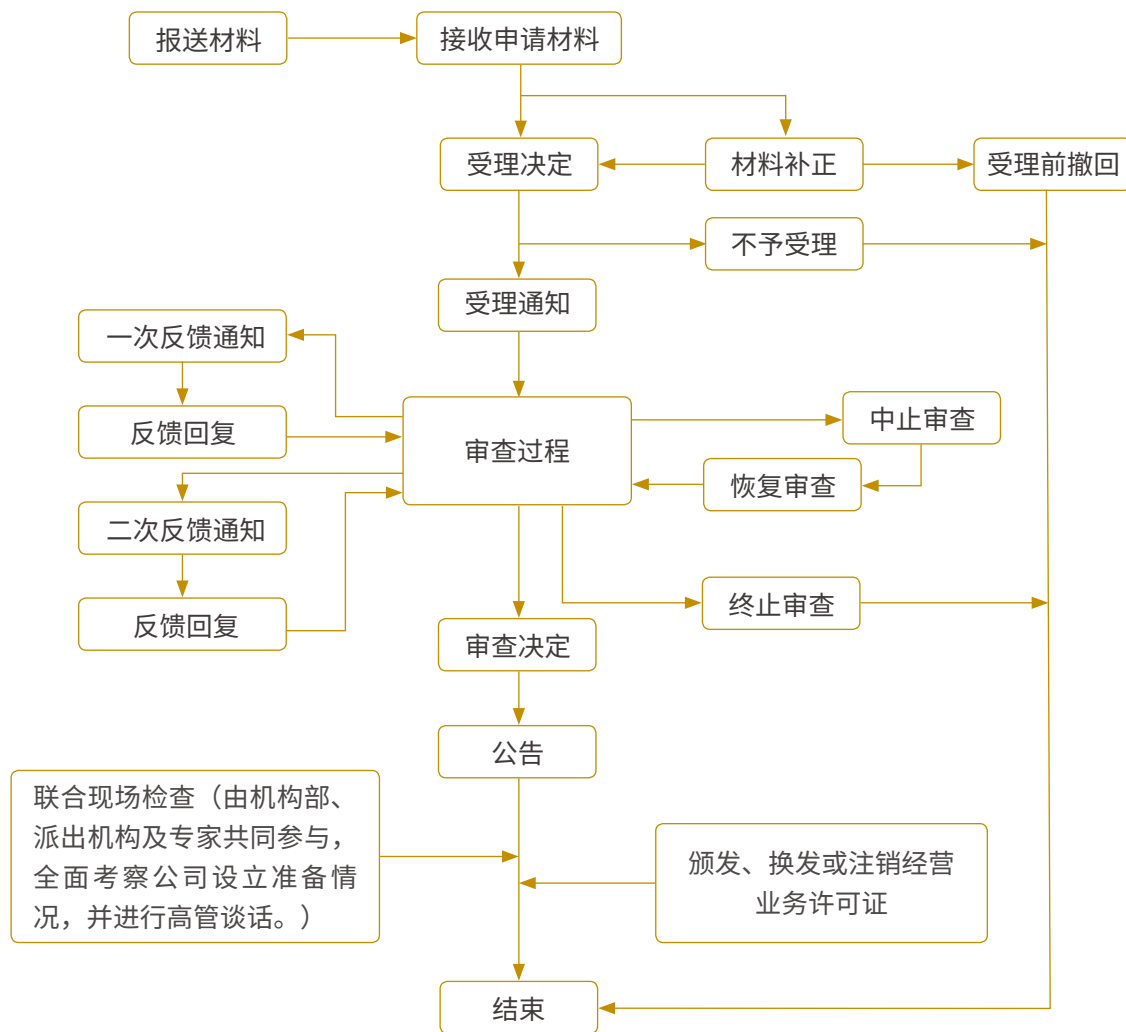 报送材料
接收申请材料
受理决定
材料补正
受理前撤回
不予受理
受理通知
一次反馈通知
反馈回复
审查过程
中止审查
恢复审查
二次反馈通知
反馈回复
终止审查
审查决定
公告
联合现场检查（由机构部、
派出机构及专家共同参与，
全面考察公司设立准备情
况，并进行高管谈话。）
颁发、换发或注销经营
业务许可证
结束